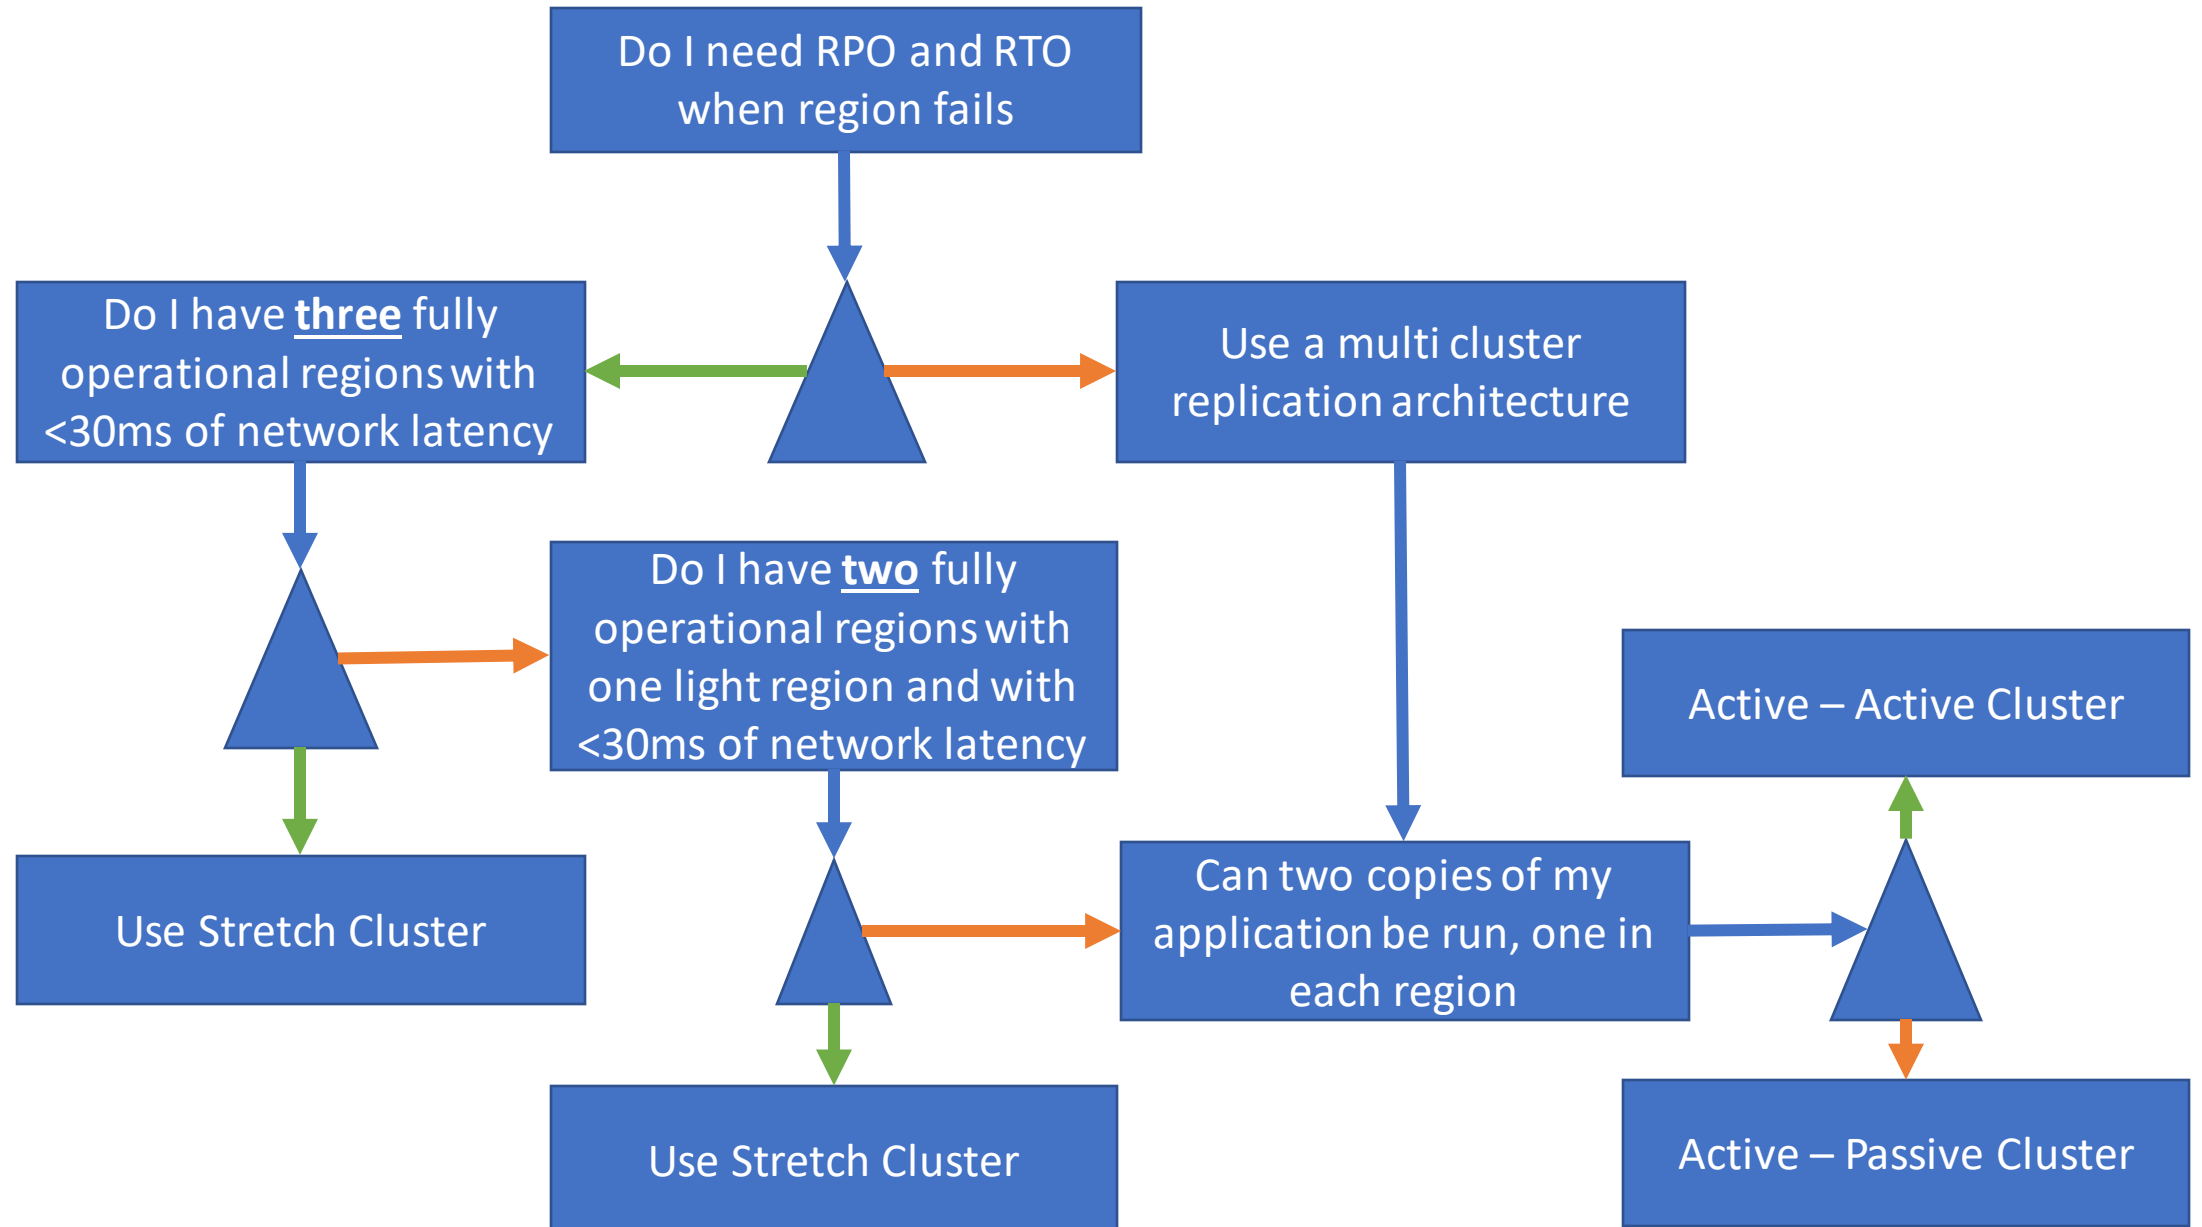 Do I need RPO and RTO
when region fails
Do I have three fully
operational regions with
<30ms of network latency
Use a multi cluster
replication architecture
Do I have two fully
operational regions with
one light region and with
<30ms of network latency
Active – Active Cluster
Use Stretch Cluster
Can two copies of my
application be run, one in
each region
Use Stretch Cluster
Active – Passive Cluster